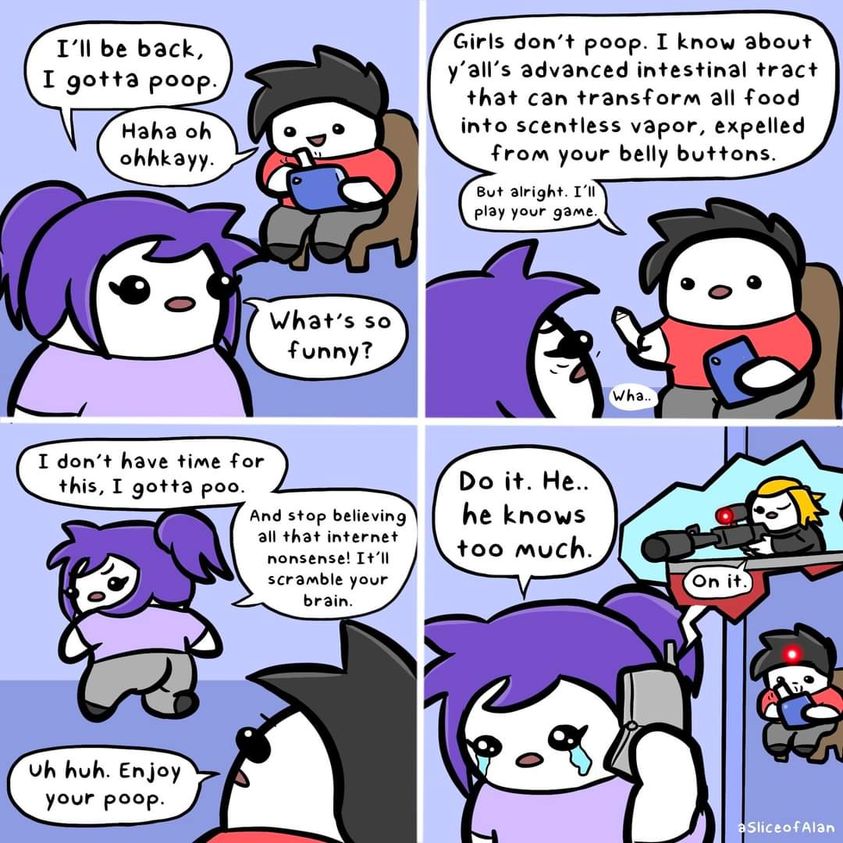 I'll be back,
I gotta poop.
Haha oh
ohhkayy.
What's so
funny?
Girls don't poop. I know about
y'all's advanced intestinal tract
that can transform all food
into scentless vapor, expelled
from your belly buttons.
But alright. I'll
play your game.
Wha..
I don't have time for
this, I gotta poo.
And stop believing
all that internet
nonsense! It'll
scramble your
brain.
Uh huh. Enjoy
your poop.
Do it. He..
he knows
too much.
On it.
aSliceofAlan